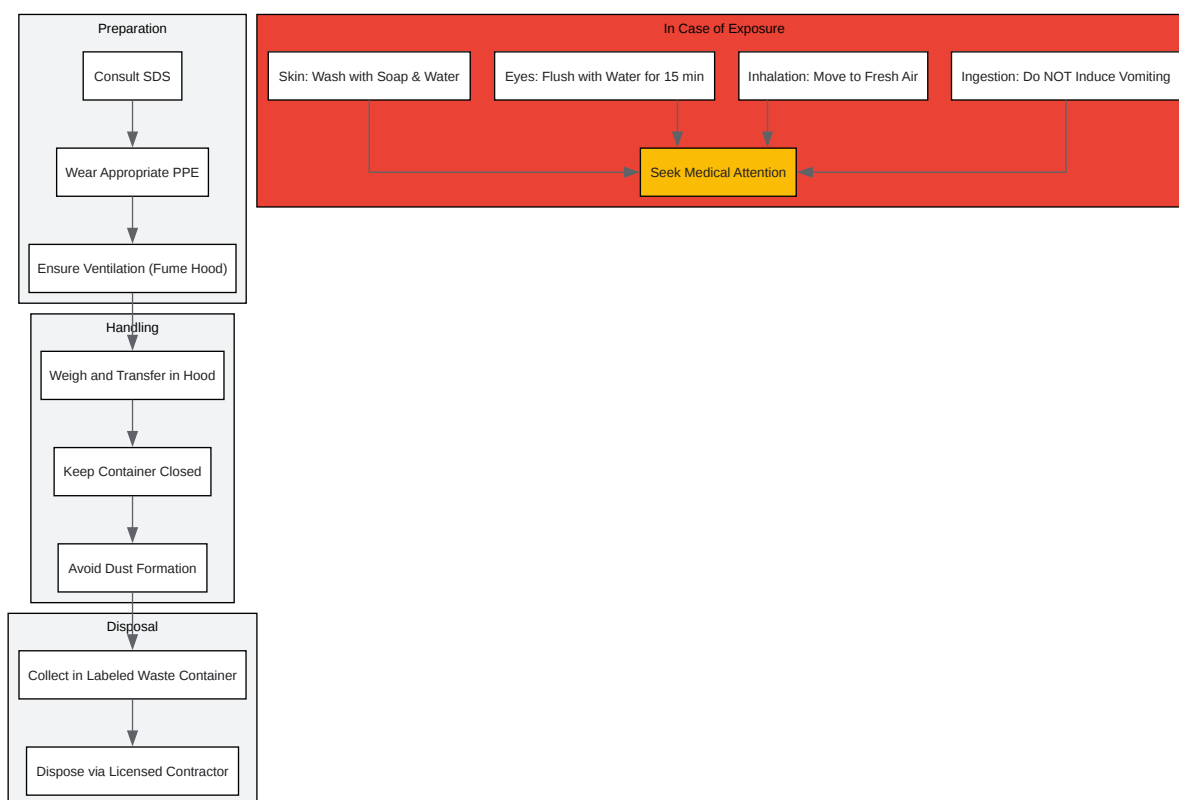 Preparation
Consult SDS
Wear Appropriate PPE
Ensure Ventilation (Fume Hood)
Handling
Weigh and Transfer in Hood
Keep Container Closed
Avoid Dust Formation
Disposal
Collect in Labeled Waste Container
Dispose via Licensed Contractor
In Case of Exposure
Skin: Wash with Soap & Water
Eyes: Flush with Water for 15 min
Inhalation: Move to Fresh Air
Ingestion: Do NOT Induce Vomiting
Seek Medical Attention